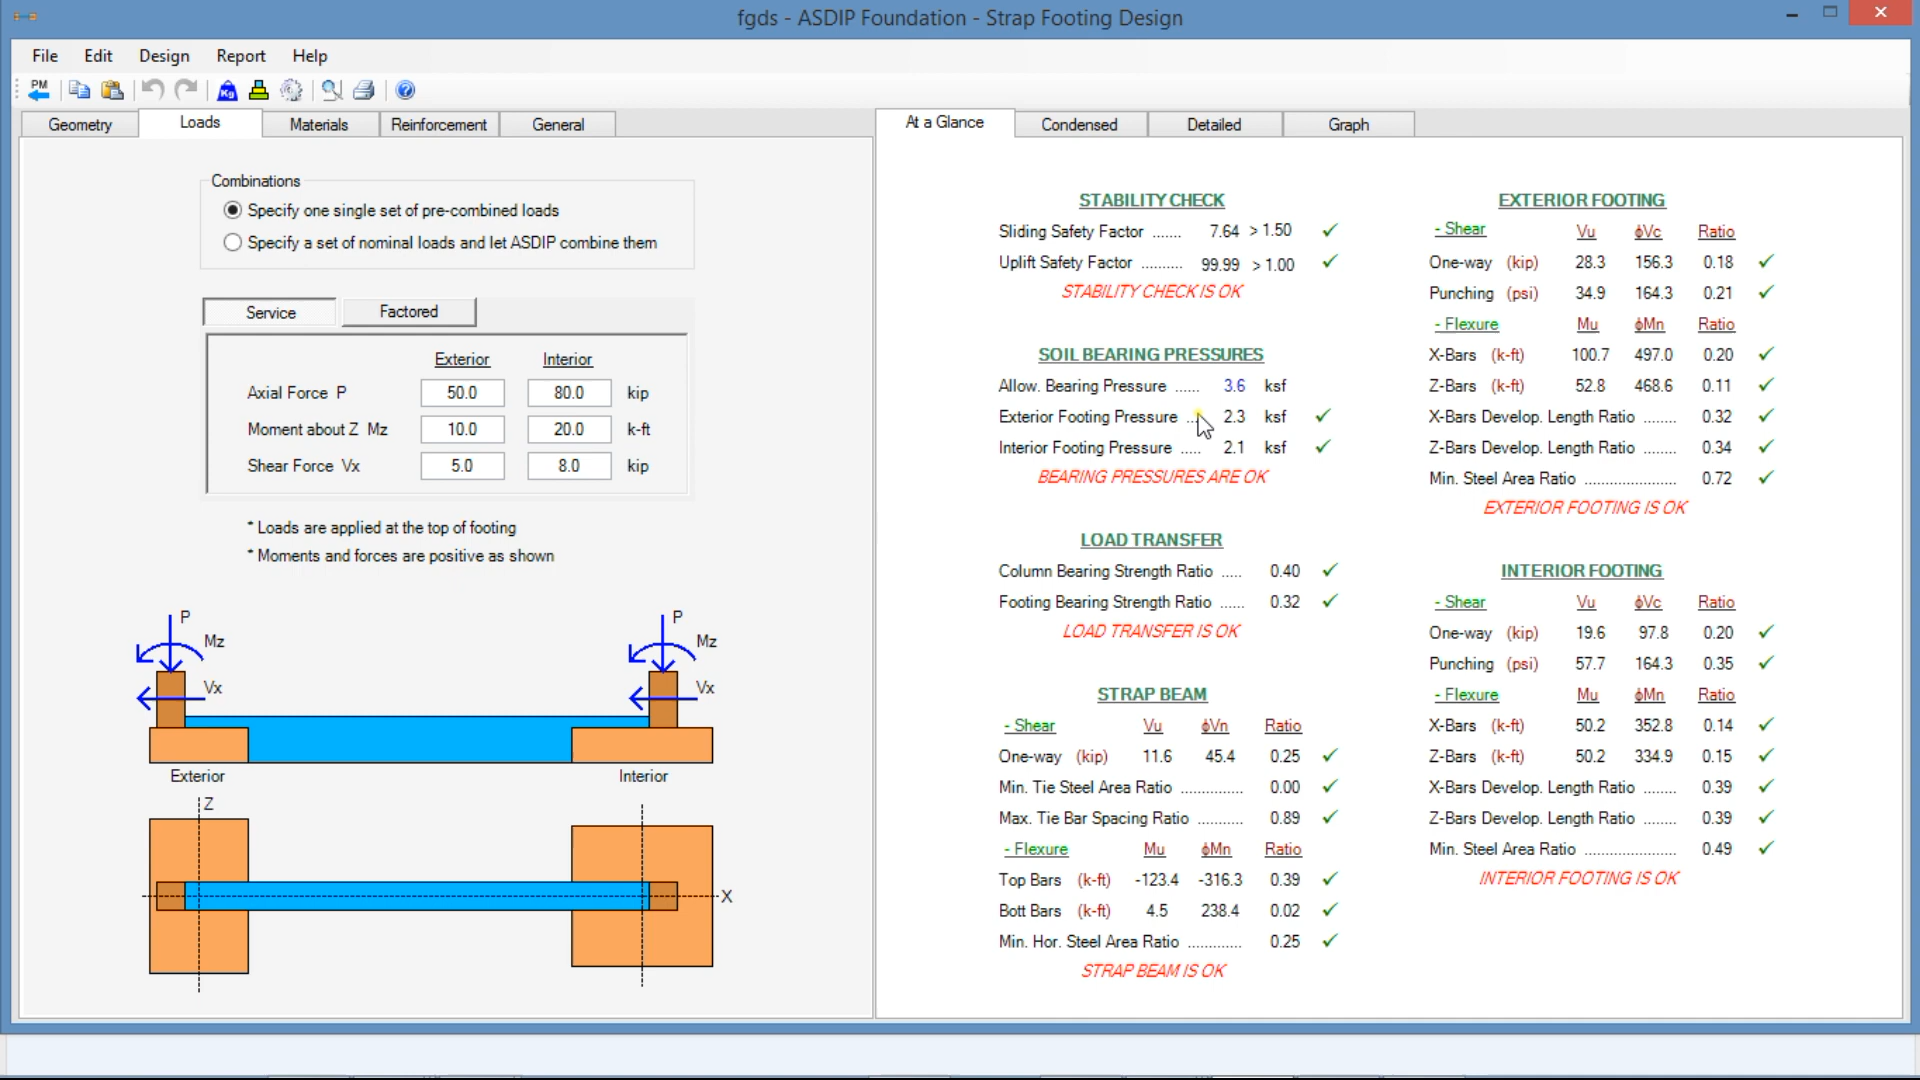 fgds - ASDIP Foundation - Strap Footing Design
File Edit Design Report Help
PM Kg ?
Geometry Loads Materials Reinforcement General
Combinations
Specify one single set of pre-combined loads
Specify a set of nominal loads and let ASDIP combine them
Service Factored
Exterior Interior
Axial Force P 50.0 80.0 kip
Moment about Z Mz 10.0 20.0 k-ft
Shear Force Vx 5.0 8.0 kip
* Loads are applied at the top of footing
* Moments and forces are positive as shown
P P
Mz Mz
Vx Vx
Exterior Interior
Z
X
At a Glance Condensed Detailed Graph
STABILITY CHECK
Sliding Safety Factor ....... 7.64 > 1.50 ✓
Uplift Safety Factor .......... 99.99 > 1.00 ✓
STABILITY CHECK IS OK
SOIL BEARING PRESSURES
Allow. Bearing Pressure ...... 3.6 ksf
Exterior Footing Pressure .... 2.3 ksf ✓
Interior Footing Pressure ..... 2.1 ksf ✓
BEARING PRESSURES ARE OK
LOAD TRANSFER
Column Bearing Strength Ratio ..... 0.40 ✓
Footing Bearing Strength Ratio ...... 0.32 ✓
LOAD TRANSFER IS OK
STRAP BEAM
- Shear Vu ϕVn Ratio
One-way (kip) 11.6 45.4 0.25 ✓
Min. Tie Steel Area Ratio .............. 0.00 ✓
Max. Tie Bar Spacing Ratio .......... 0.89 ✓
- Flexure Mu ϕMn Ratio
Top Bars (k-ft) -123.4 -316.3 0.39 ✓
Bott Bars (k-ft) 4.5 238.4 0.02 ✓
Min. Hor. Steel Area Ratio ............ 0.25 ✓
STRAP BEAM IS OK
EXTERIOR FOOTING
- Shear Vu ϕVc Ratio
One-way (kip) 28.3 156.3 0.18 ✓
Punching (psi) 34.9 164.3 0.21 ✓
- Flexure Mu ϕMn Ratio
X-Bars (k-ft) 100.7 497.0 0.20 ✓
Z-Bars (k-ft) 52.8 468.6 0.11 ✓
X-Bars Develop. Length Ratio ........ 0.32 ✓
Z-Bars Develop. Length Ratio ........ 0.34 ✓
Min. Steel Area Ratio ...................... 0.72 ✓
EXTERIOR FOOTING IS OK
INTERIOR FOOTING
- Shear Vu ϕVc Ratio
One-way (kip) 19.6 97.8 0.20 ✓
Punching (psi) 57.7 164.3 0.35 ✓
- Flexure Mu ϕMn Ratio
X-Bars (k-ft) 50.2 352.8 0.14 ✓
Z-Bars (k-ft) 50.2 334.9 0.15 ✓
X-Bars Develop. Length Ratio ........ 0.39 ✓
Z-Bars Develop. Length Ratio ........ 0.39 ✓
Min. Steel Area Ratio ...................... 0.49 ✓
INTERIOR FOOTING IS OK